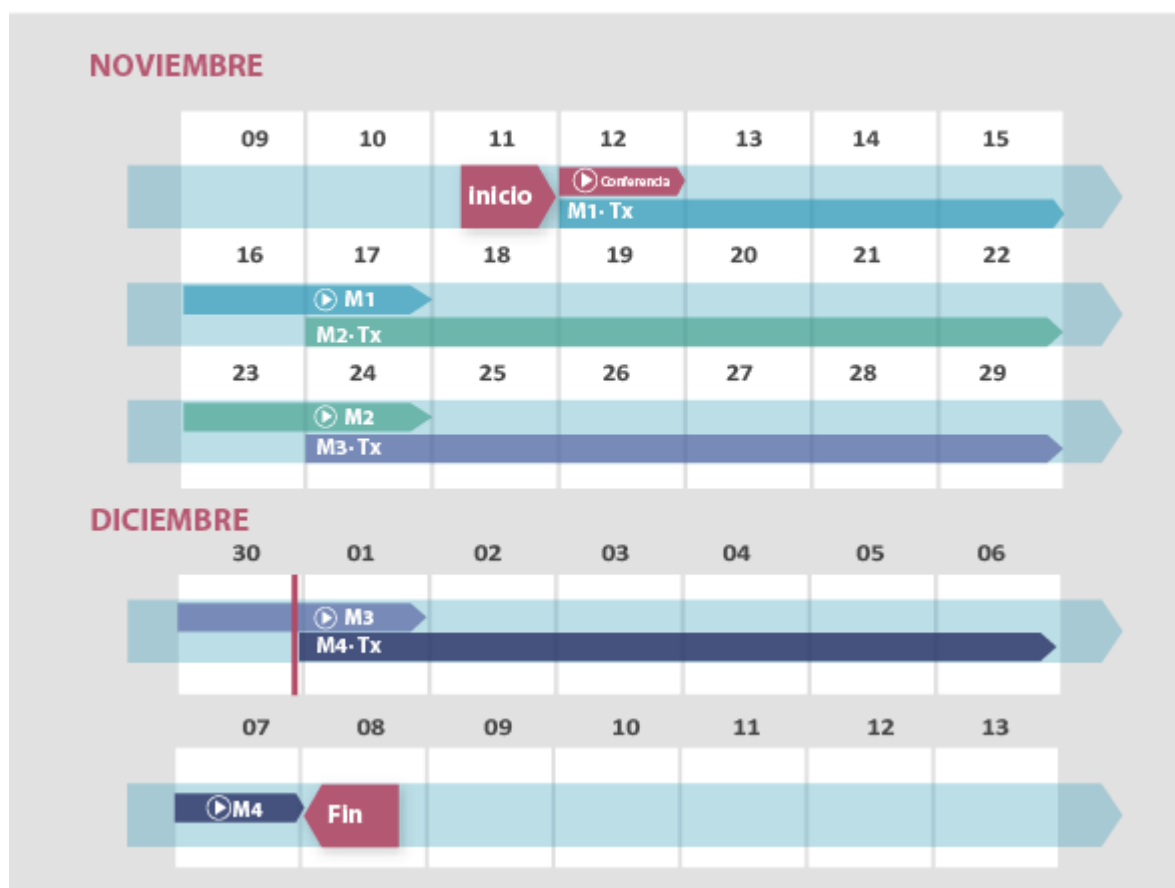 NOVIEMBRE
09 10 11 12 13 14 15
inicio
Conferencia
M1·Tx
16 17 18 19 20 21 22
M1
M2·Tx
23 24 25 26 27 28 29
M2
M3·Tx
DICIEMBRE
30 01 02 03 04 05 06
M3
M4·Tx
07 08 09 10 11 12 13
M4
Fin